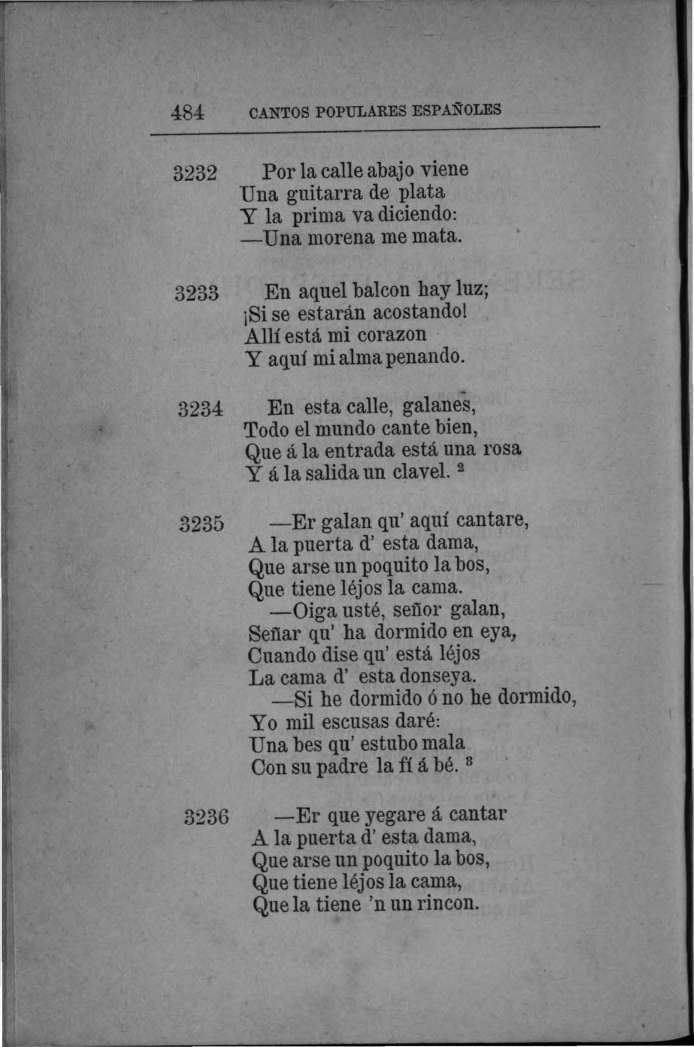 484 CANTOS POPULARES ESPAÑOLES
3232 Por la calle abajo viene
Una guitarra de plata
Y la prima va diciendo:
—Una morena me mata.
3233 En aquel balcon hay luz;
¡Si se estarán acostando!
Allí está mi corazon
Y aquí mi alma penando.
3234 En esta calle, galanes,
Todo el mundo cante bien,
Que á la entrada está una rosa
Y á la salida un clavel. 2
3235 —Er galan qu' aquí cantare,
A la puerta d' esta dama,
Que arse un poquito la bos,
Que tiene léjos la cama.
—Oiga usté, señor galan,
Señar qu' ha dormido en eya,
Cuando dise qu' está léjos
La cama d' esta donseya.
—Si he dormido ó no he dormido,
Yo mil escusas daré:
Una bes qu' estubo mala
Con su padre la fí á bé. 3
3236 —Er que yegare á cantar
A la puerta d' esta dama,
Que arse un poquito la bos,
Que tiene léjos la cama,
Que la tiene 'n un rincon.